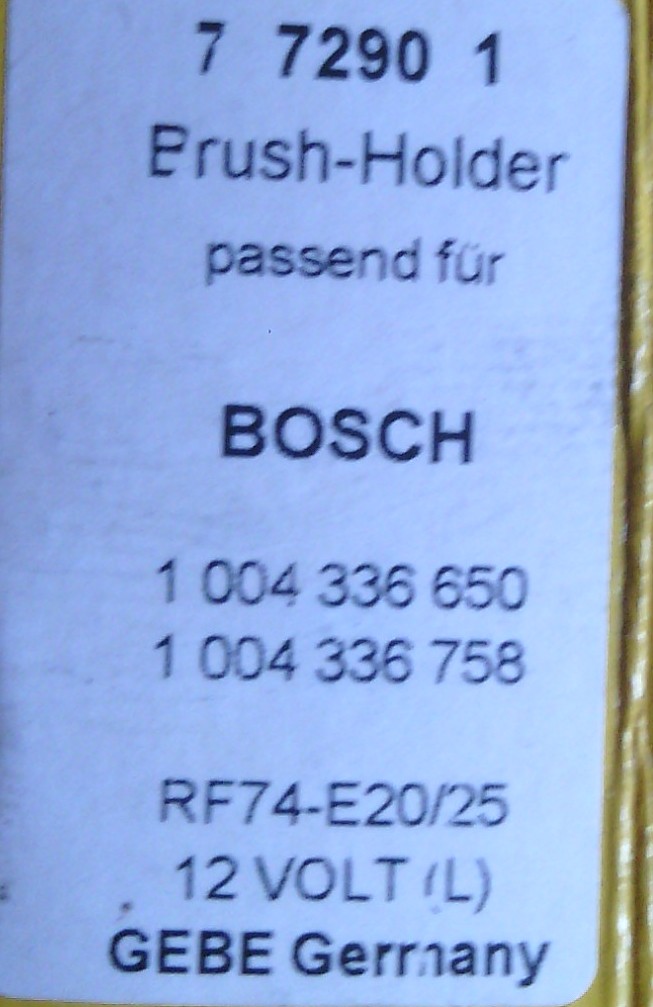 7 7290 1
Brush-Holder
passend für
BOSCH
1 004 336 650
1 004 336 758
RF74-E20/25
12 VOLT (L)
GEBE Germany